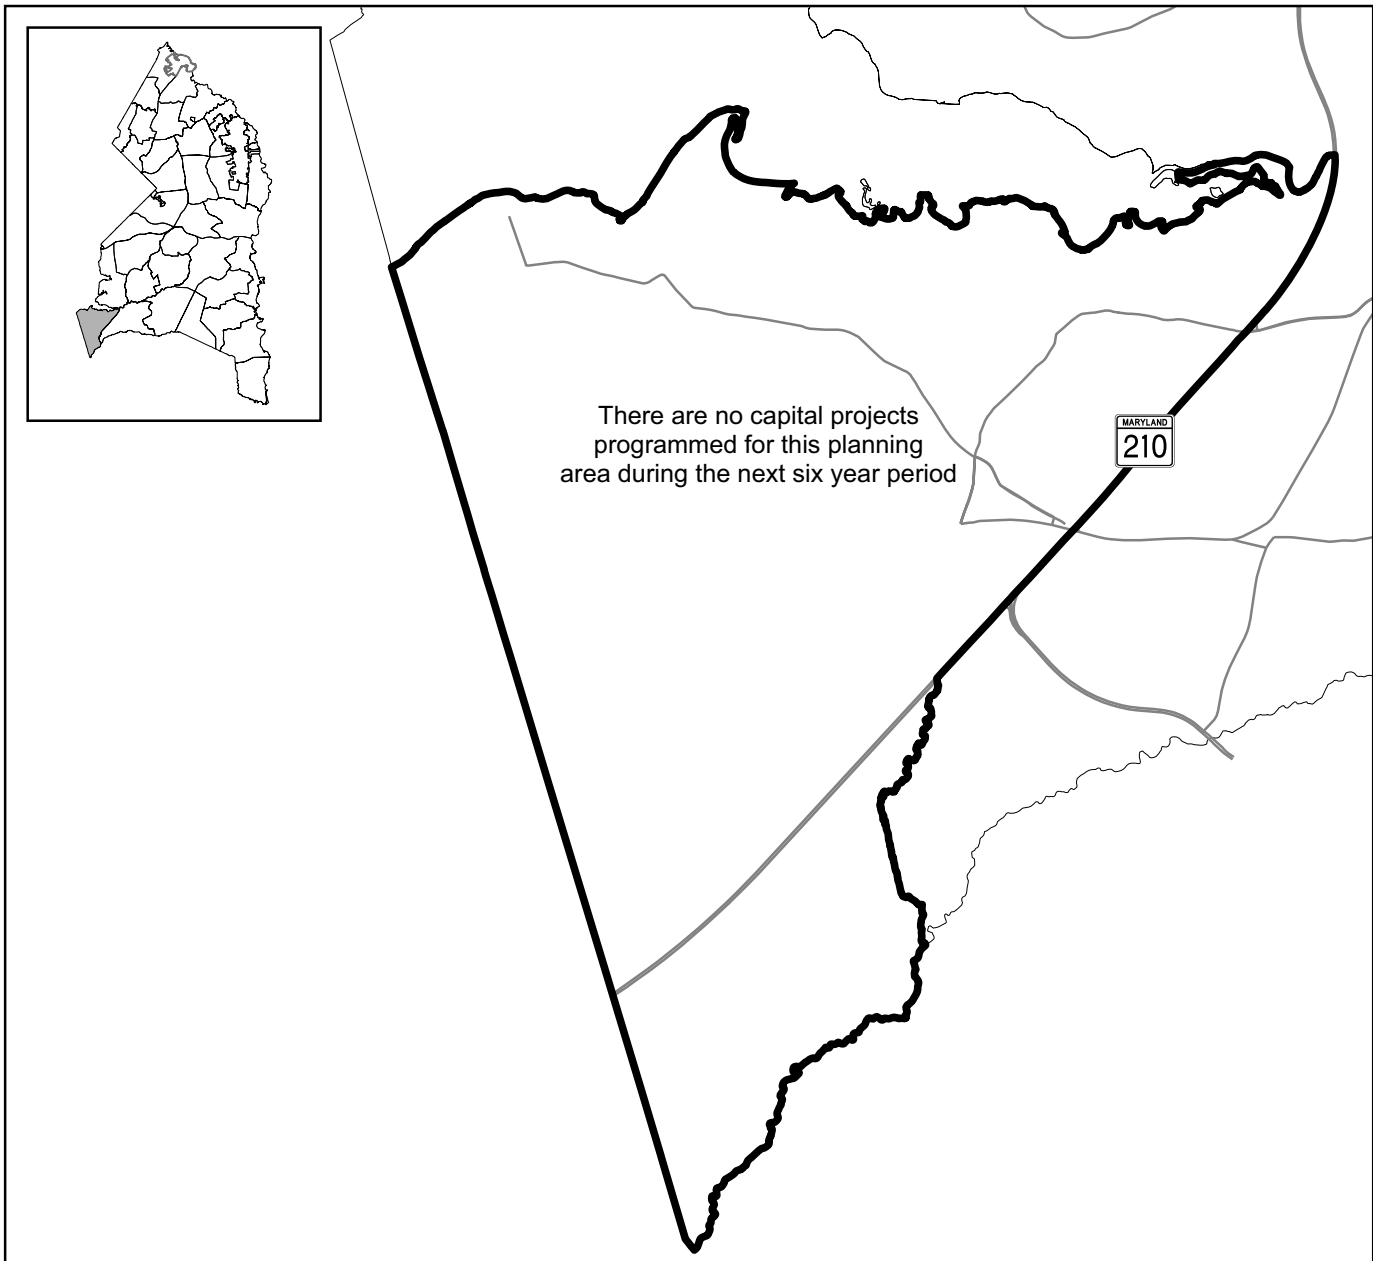 There are no capital projects
programmed for this planning
area during the next six year period
MARYLAND
210